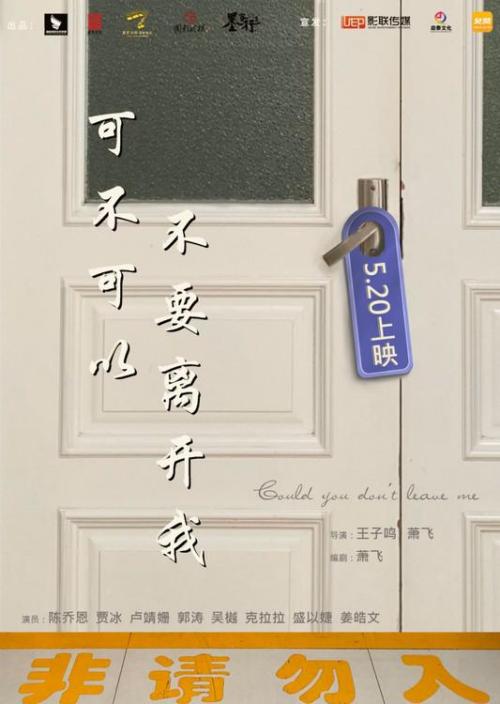 出品：
宣发：
UEP 影联传媒
可不可以
不要离开我
5.20上映
Could you don't leave me
导演：王子鸣 萧飞
编剧：萧飞
演员：陈乔恩 贾冰 卢靖姗 郭涛 吴樾 克拉拉 盛以婕 姜皓文
非请勿入